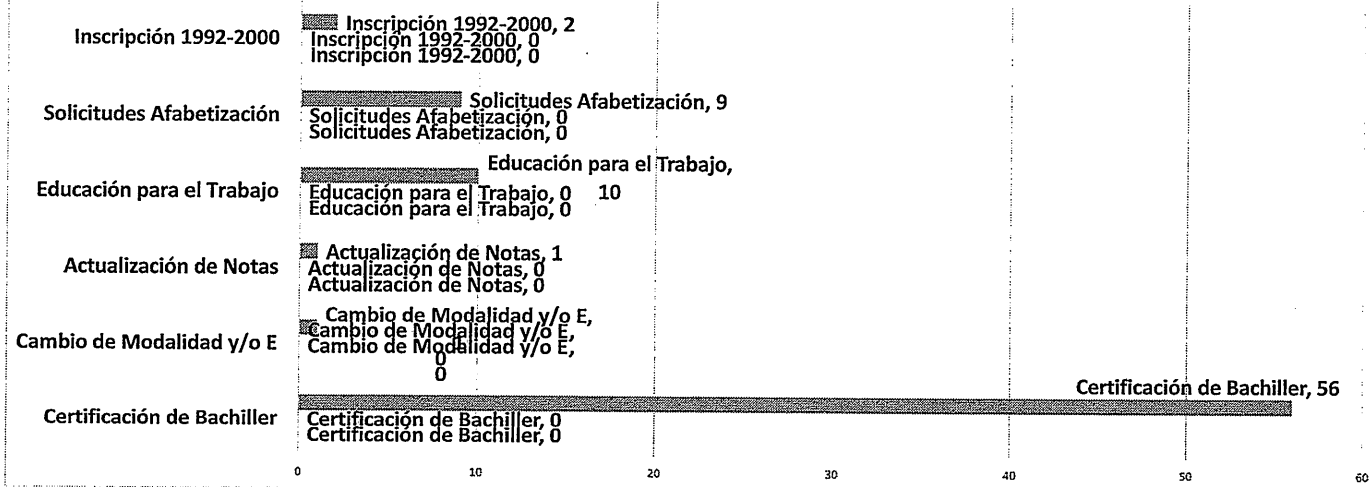 Inscripción 1992-2000
Inscripción 1992-2000, 2
Inscripción 1992-2000, 0
Inscripción 1992-2000, 0
Solicitudes Afabetización
Solicitudes Afabetización, 9
Solicitudes Afabetización, 0
Solicitudes Afabetización, 0
Educación para el Trabajo
Educación para el Trabajo,
10
Educación para el Trabajo, 0
Educación para el Trabajo, 0
Actualización de Notas
Actualización de Notas, 1
Actualización de Notas, 0
Actualización de Notas, 0
Cambio de Modalidad y/o E
Cambio de Modalidad y/o E,
Cambio de Modalidad y/o E,
Cambio de Modalidad y/o E,
0
0
Certificación de Bachiller
Certificación de Bachiller, 56
Certificación de Bachiller, 0
Certificación de Bachiller, 0
0 10 20 30 40 50 60